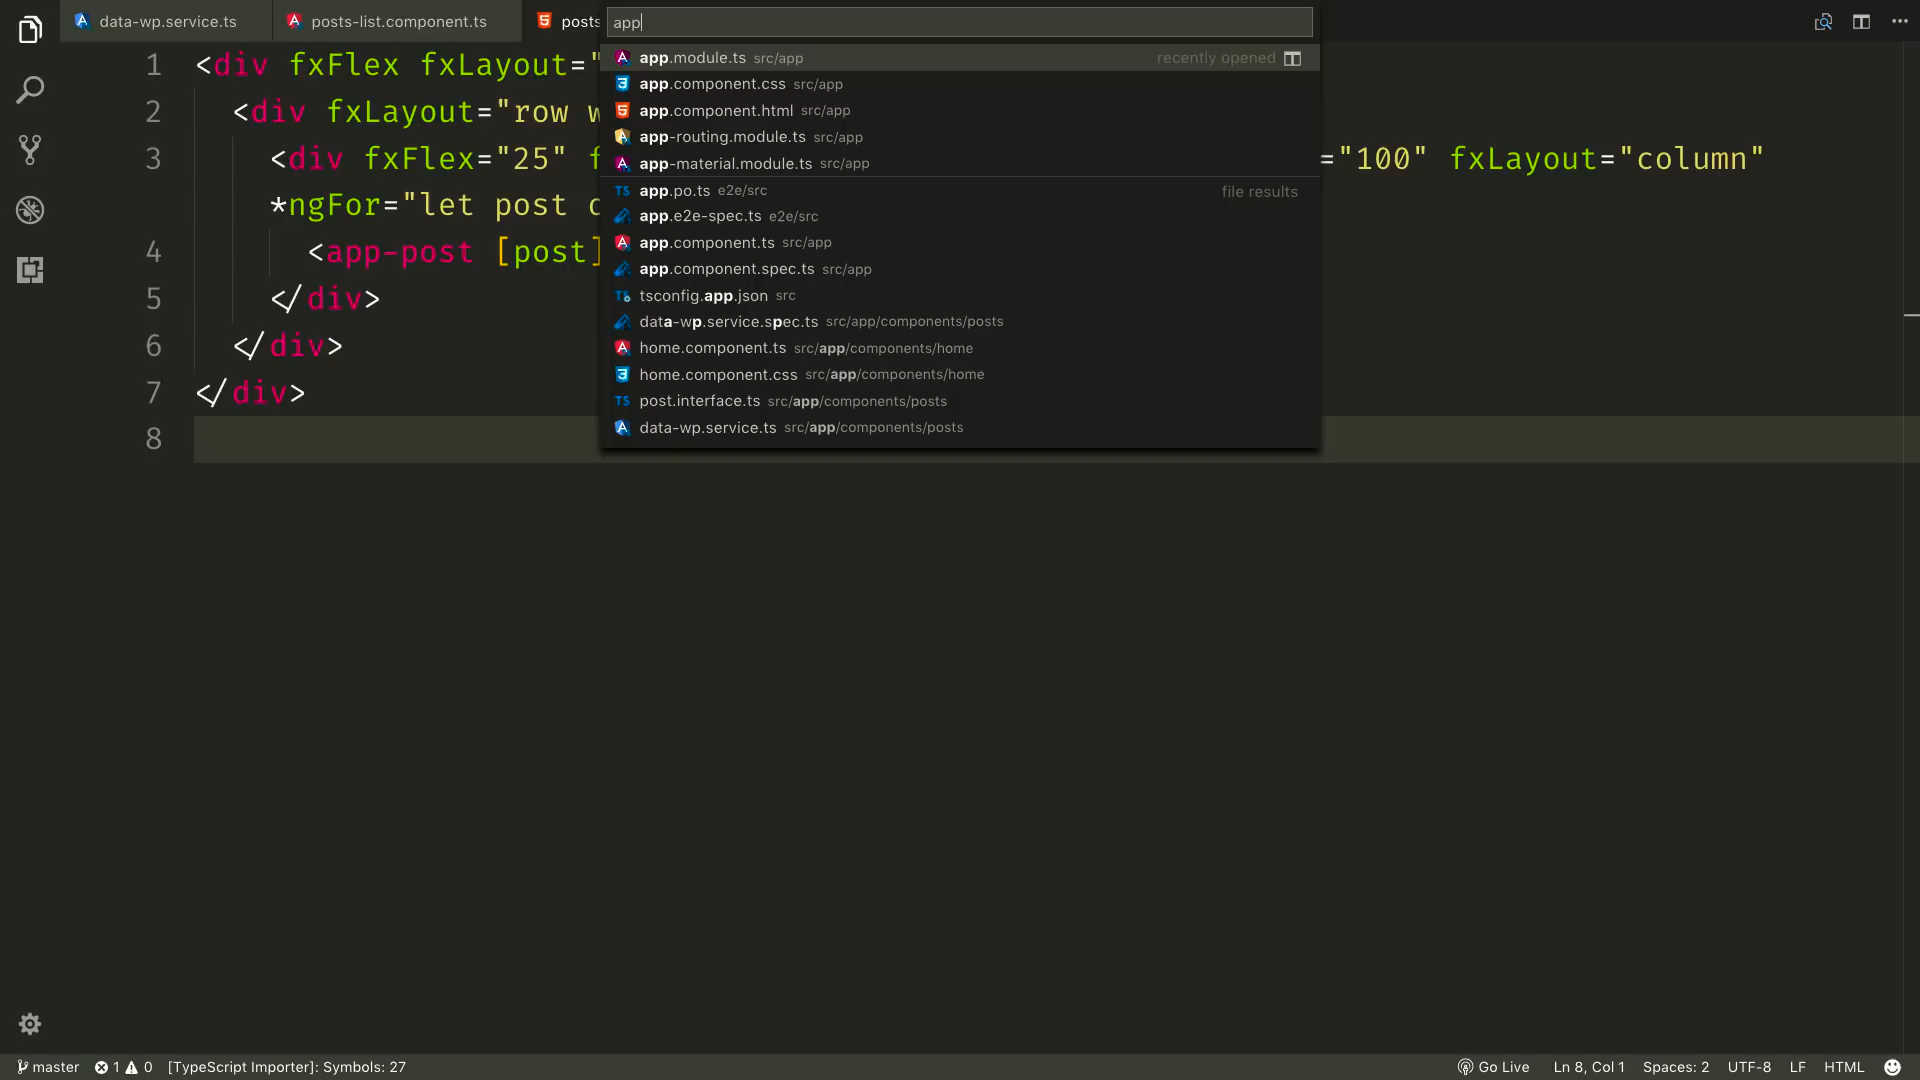 data-wp.service.ts
posts-list.component.ts
posts
app
app.module.ts src/app recently opened
app.component.css src/app
app.component.html src/app
app-routing.module.ts src/app
app-material.module.ts src/app
app.po.ts e2e/src file results
app.e2e-spec.ts e2e/src
app.component.ts src/app
app.component.spec.ts src/app
tsconfig.app.json src
data-wp.service.spec.ts src/app/components/posts
home.component.ts src/app/components/home
home.component.css src/app/components/home
post.interface.ts src/app/components/posts
data-wp.service.ts src/app/components/posts
1 <div fxFlex fxLayout="
2 <div fxLayout="row w
3 <div fxFlex="25" f ="100" fxLayout="column"
*ngFor="let post o
4 <app-post [post]
5 </div>
6 </div>
7 </div>
8
master 1 0 [TypeScript Importer]: Symbols: 27 Go Live Ln 8, Col 1 Spaces: 2 UTF-8 LF HTML